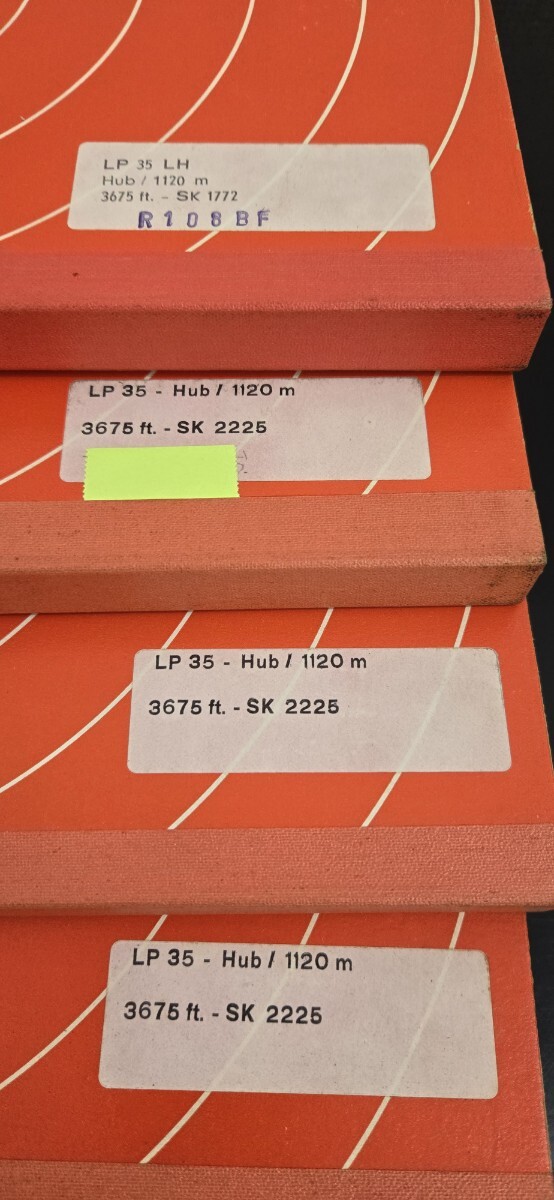 LP 35 LH
Hub / 1120 m
3675 ft. - SK 1772
R108BF
LP 35 - Hub / 1120 m
3675 ft. - SK 2225
LP 35 - Hub / 1120 m
3675 ft. - SK 2225
LP 35 - Hub / 1120 m
3675 ft. - SK 2225